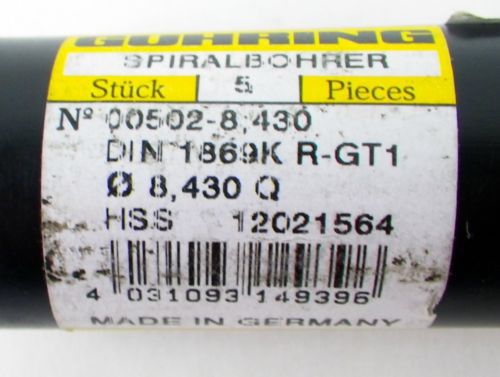 GUHRING
SPIRALBOHRER
Stück 5 Pieces
Nº 00502-8,430
DIN 1869K R-GT1
Ø 8,430 Q
HSS 12021564
4 031093 149396
MADE IN GERMANY